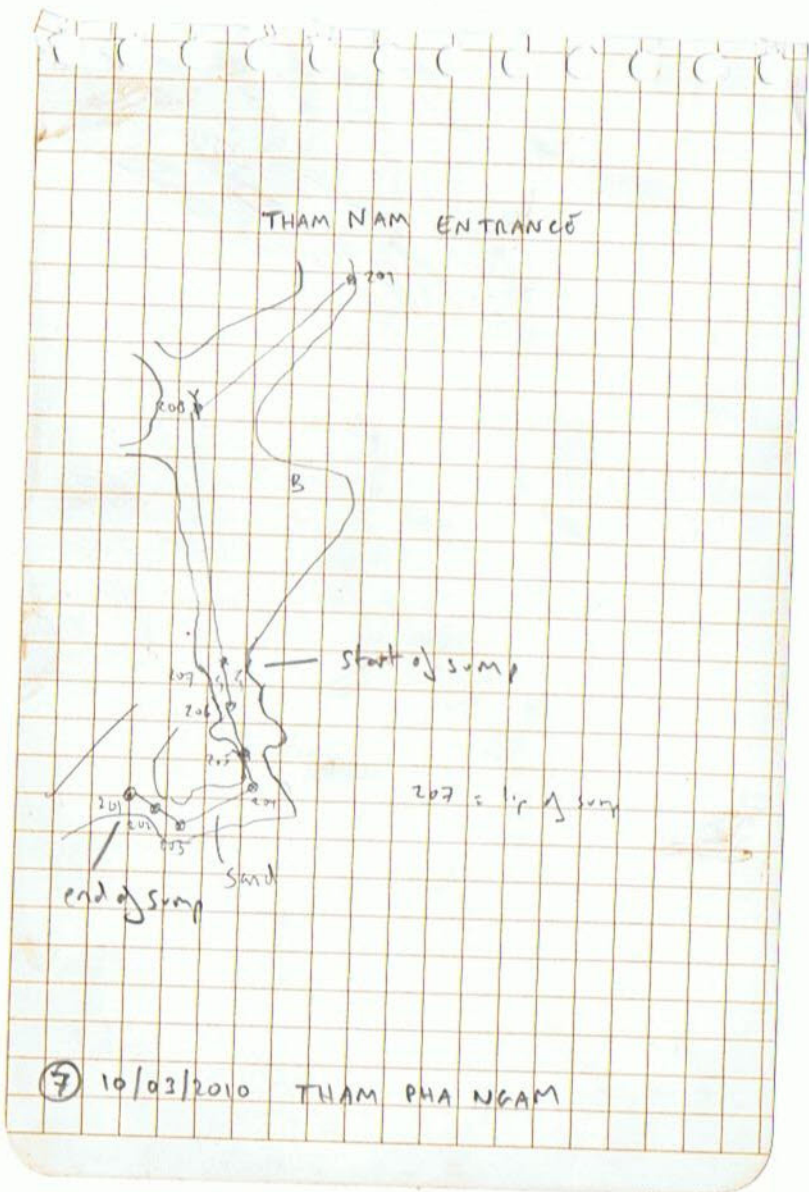 THAM NAM ENTRANCE
209
208
B
start of sump
207
206
205
204
207 = lip of sump
201
202
203
sand
end of sump
7 10/03/2010 THAM PHA NGAM